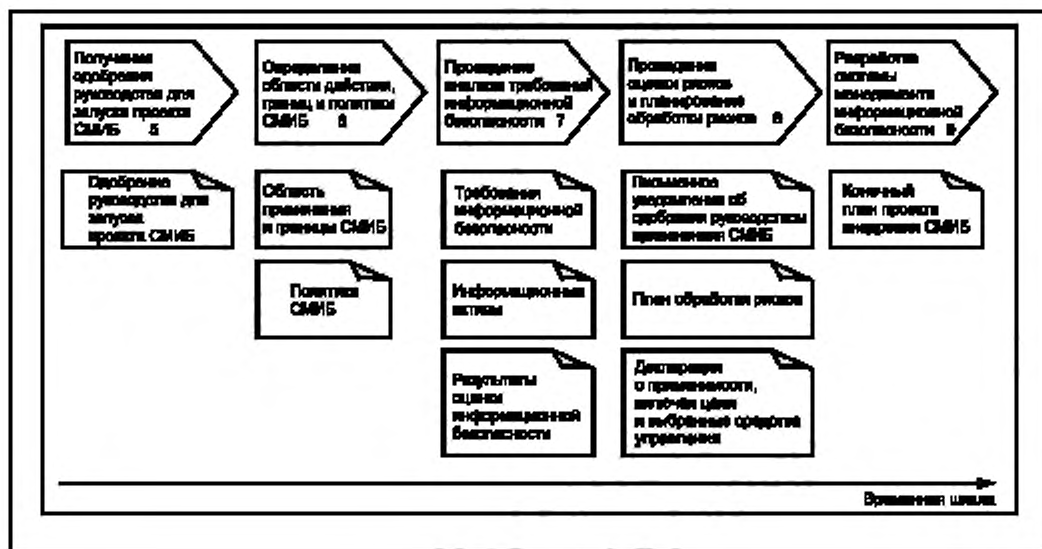 Получение
одобрения
руководства для
запуска проекта
СМИБ 5
Определение
области действия,
границ и политики
СМИБ 6
Проведение
анализа требований
информационной
безопасности 7
Проведение
оценки рисков
и планирование
обработки рисков 8
Разработка
системы
менеджмента
информационной
безопасности 9
Одобрение
руководства для
запуска
проекта СМИБ
Область
применения
и границы СМИБ
Требования
информационной
безопасности
Письменное
уведомление об
одобрении руководством
применения СМИБ
Конечный
план проекта
внедрения СМИБ
Политика
СМИБ
Информационные
активы
План обработки рисков
Результаты
оценки
информационной
безопасности
Декларация
о применимости,
включая цели
и выбранные средства
управления
Временная шкала